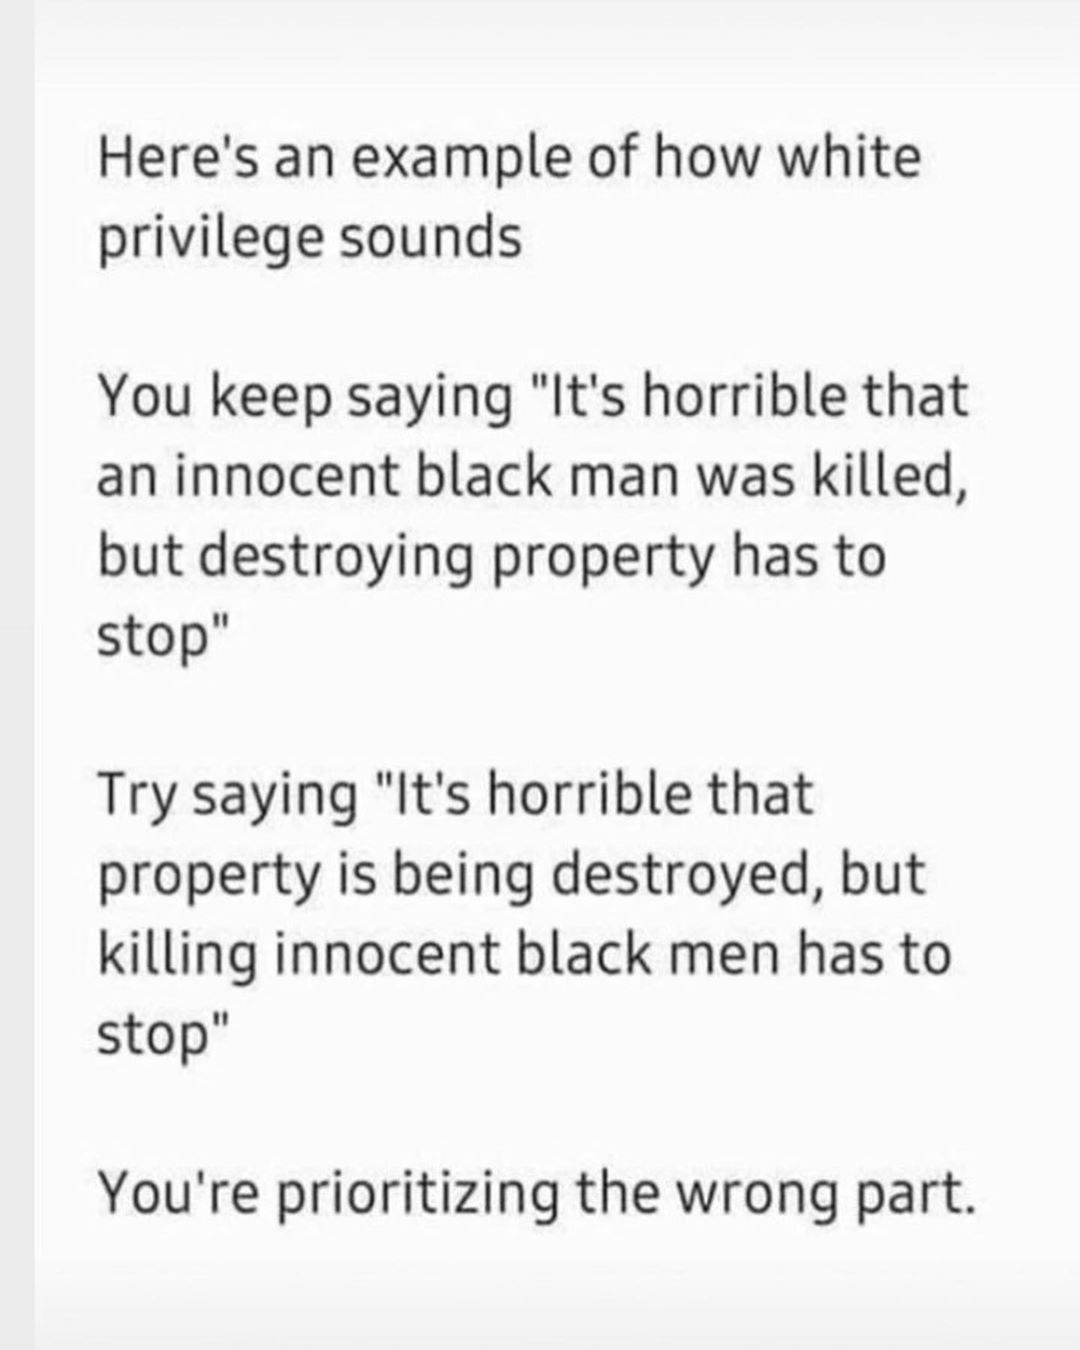 Here's an example of how white
privilege sounds
You keep saying "It's horrible that
an innocent black man was killed,
but destroying property has to
stop"
Try saying "It's horrible that
property is being destroyed, but
killing innocent black men has to
stop"
You're prioritizing the wrong part.